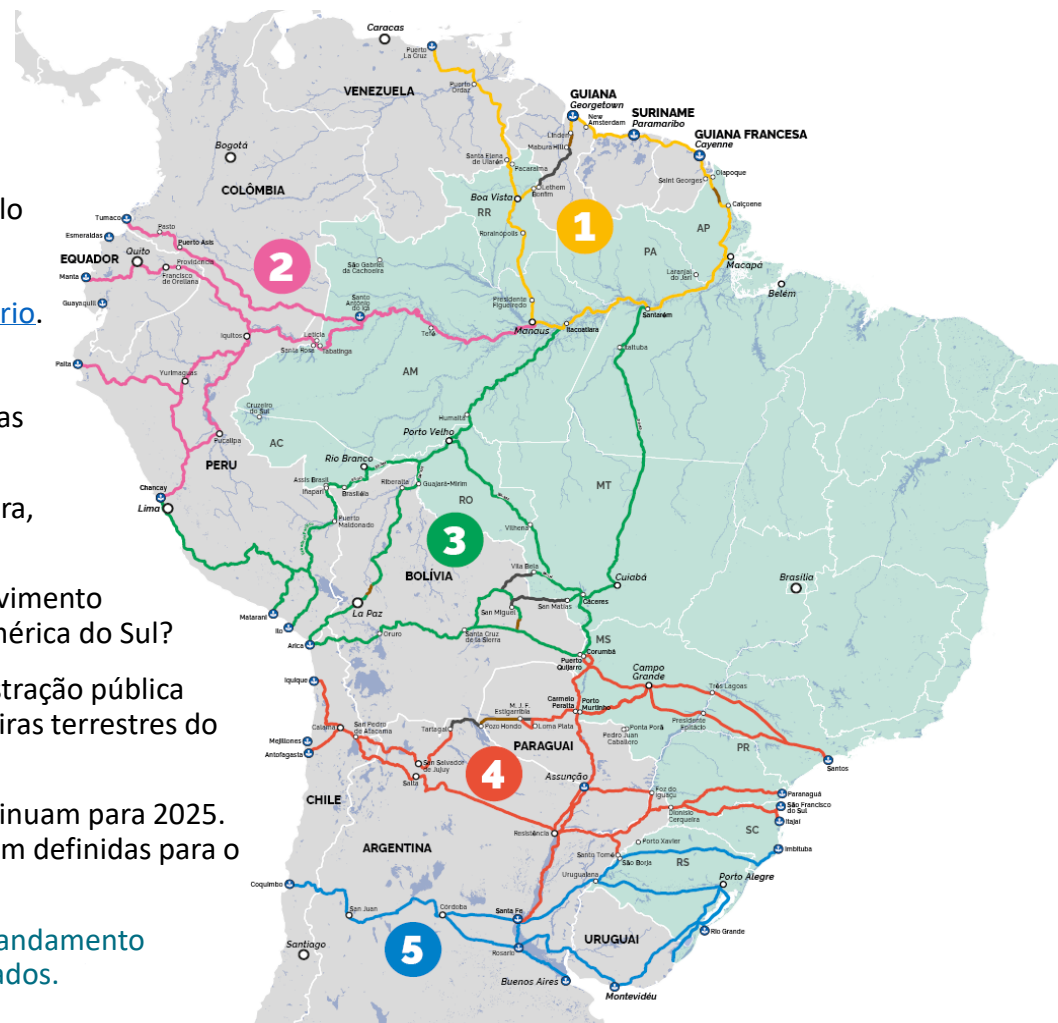 lo
rio.
as
ra,
vimento
mérica do Sul?
stração pública
iras terrestres do
inuam para 2025.
m definidas para o
andamento
ados.
Caracas
Puerto
La Cruz
VENEZUELA
Puerto
Ordaz
GUIANA
Georgetown
New
Amsterdam
SURINAME
Paramaribo
GUIANA FRANCESA
Cayenne
Linden
Mabura Hill
Bogotá
Santa Elena
de Uiarén
Pacaraima
Saint Georges
Oiapoque
COLÔMBIA
Lethem
Bonfim
Boa Vista
Calçoene
RR
1
AP
Tumaco
Pasto
Puerto Asis
Esmeraldas
Rorainópolis
PA
EQUADOR
Quito
Providência
Francisco
de Orellana
2
São Gabriel
da Cachoeira
Laranjal
do Jari
Macapá
Manta
Belém
Guayaquil
Santo
Antônio
do Içá
Presidente
Figueiredo
Manaus
Itacoatiara
Santarém
Iquitos
Letícia
Santa Rosa
Tabatinga
Tefé
Itaituba
Paita
Yurimaguas
AM
Cruzeiro
do Sul
Humaitá
Pucallpa
AC
Porto Velho
PERU
Rio Branco
Chancay
Lima
Assis Brasil
Iñapari
Brasiléia
Riberalta
Guajará-Mirim
RO
MT
Puerto
Maldonado
3
Vilhena
BOLÍVIA
Vila Bela
Cuiabá
Brasília
La Paz
San Miguel
San Matías
Cáceres
Matarani
Ilo
Arica
Oruro
Santa Cruz
de la Sierra
MS
Corumbá
Puerto
Quijarro
Campo
Grande
Iquique
Carmelo
Peralta
Porto
Murtinho
Três Lagoas
M. J. F.
Estigarribia
Calama
San Pedro
de Atacama
Tartagal
Pozo Hondo
Loma Plata
Ponta Porã
Pedro Juan
Caballero
Presidente
Epitácio
Mejillones
Antofagasta
PARAGUAI
PR
Santos
San Salvador
de Jujuy
Salta
4
Assunção
Foz do
Iguaçu
Paranaguá
São Francisco
do Sul
Itajaí
CHILE
Dionísio
Cerqueira
Resistência
SC
ARGENTINA
Porto Xavier
Santo Tomé
São Borja
Imbituba
RS
Uruguaiana
Porto Alegre
Coquimbo
San Juan
Córdoba
Santa Fe
Rio Grande
Santiago
5
Rosario
URUGUAI
Buenos Aires
Montevidéu